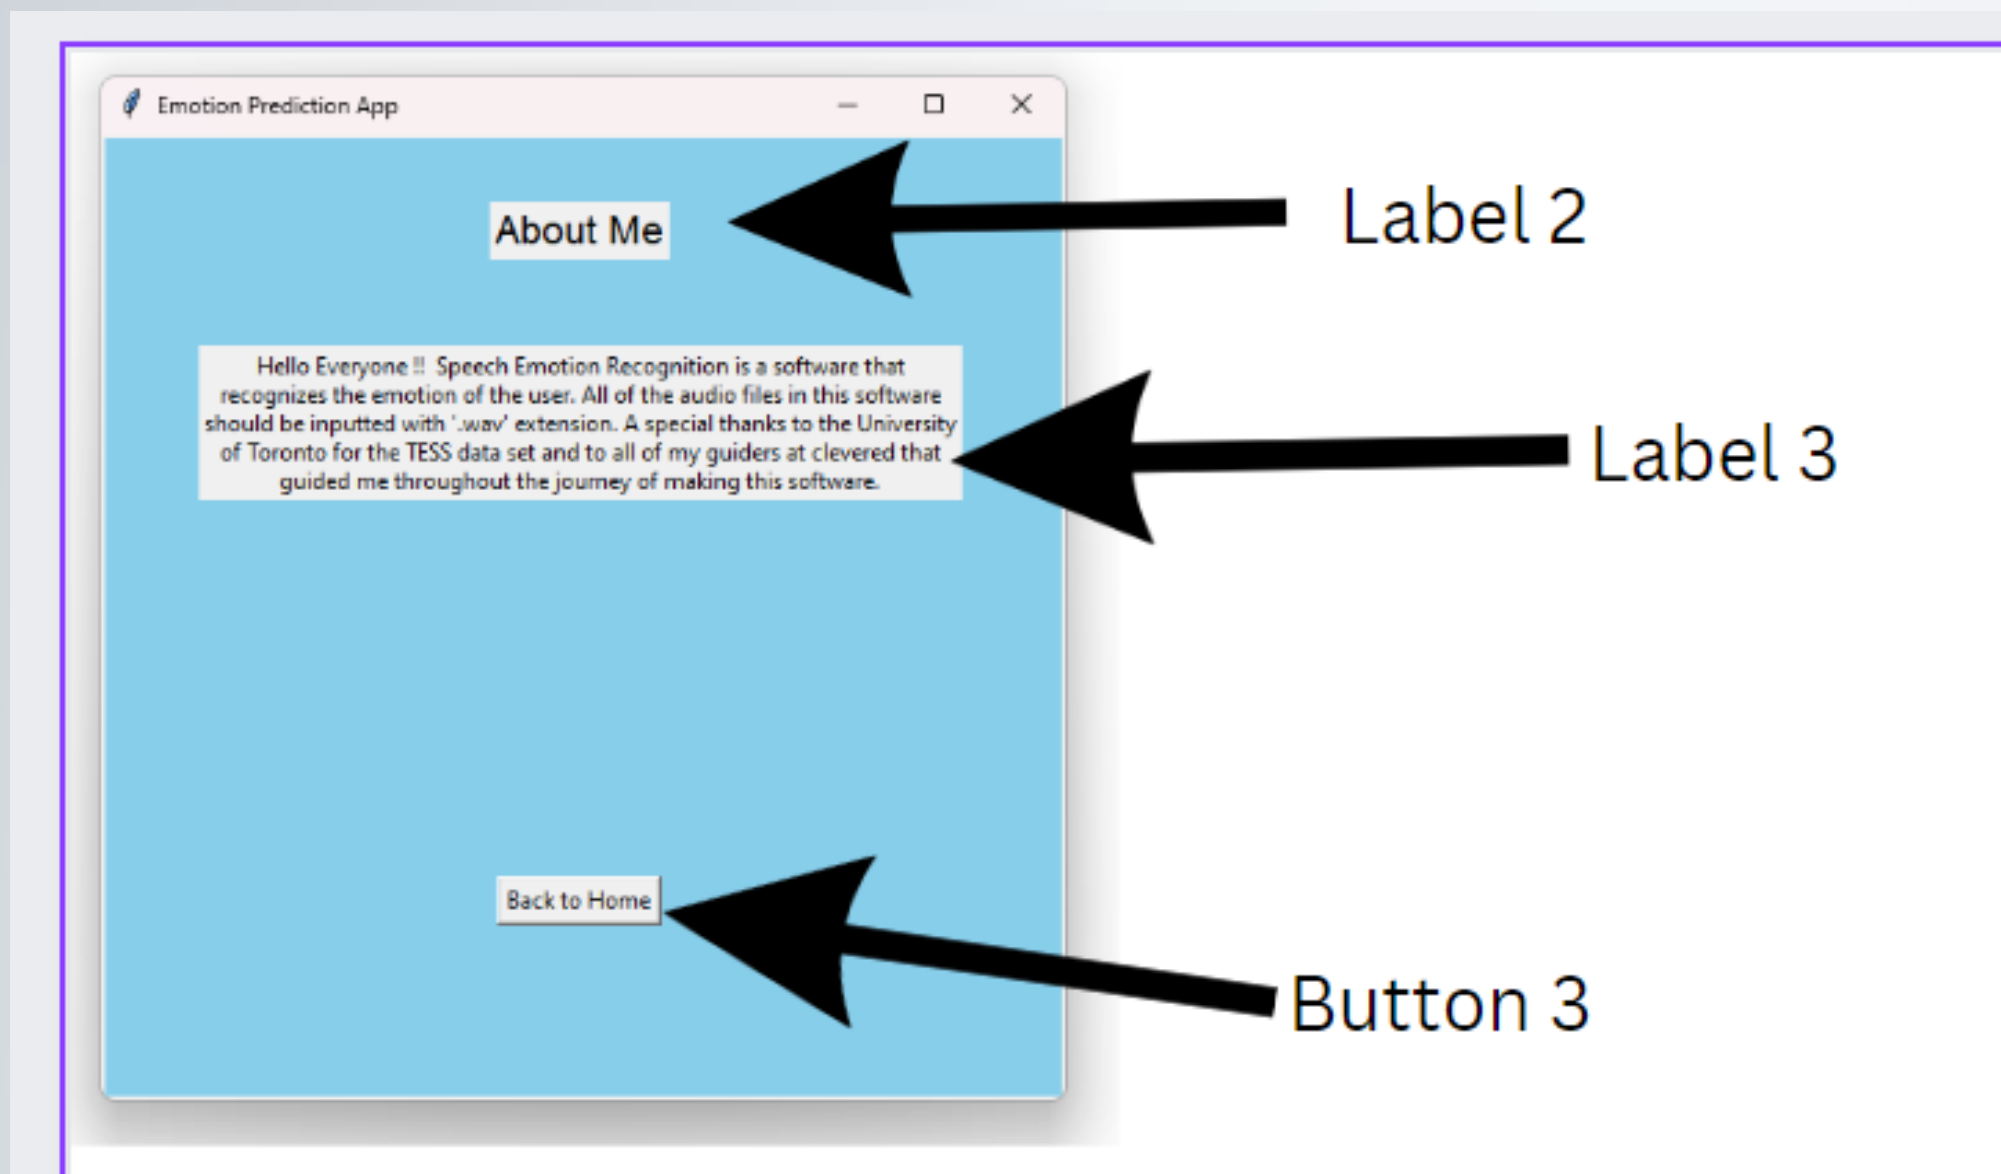 Emotion Prediction App
About Me
Label 2
Hello Everyone !!  Speech Emotion Recognition is a software that
recognizes the emotion of the user. All of the audio files in this software
should be inputted with '.wav' extension. A special thanks to the University
of Toronto for the TESS data set and to all of my guiders at clevered that
guided me throughout the journey of making this software.
Label 3
Back to Home
Button 3